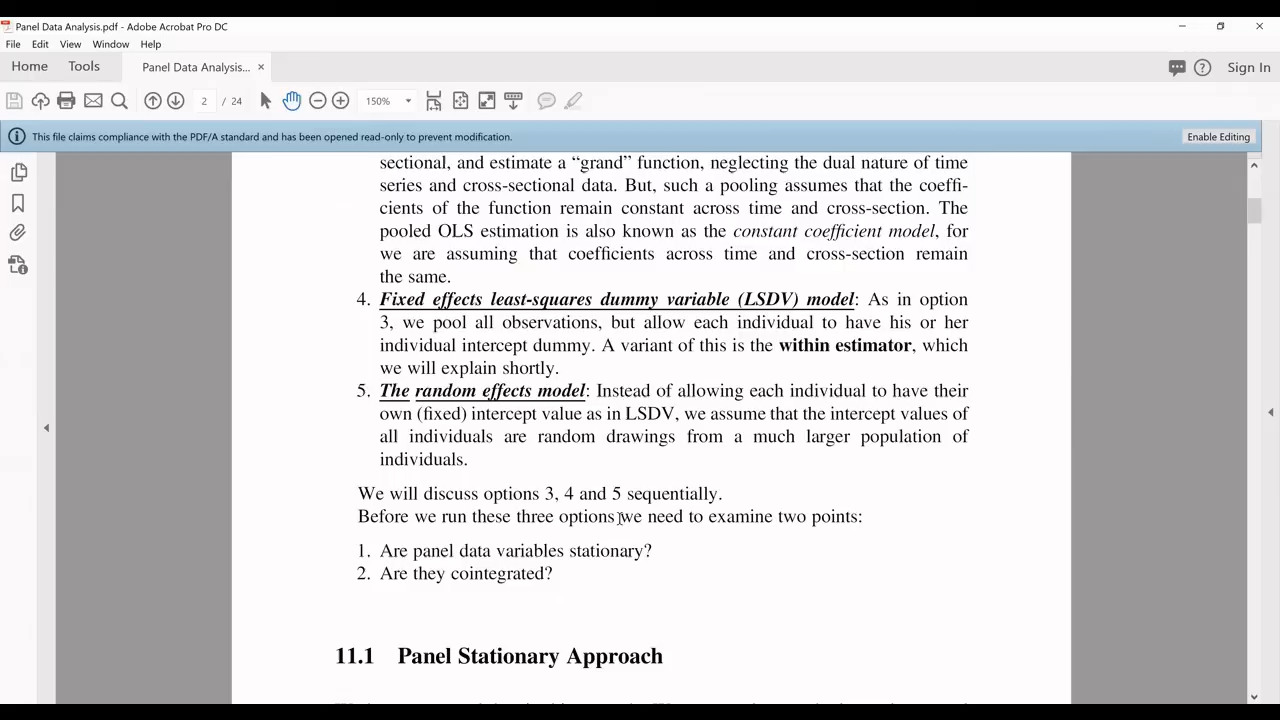 Panel Data Analysis.pdf - Adobe Acrobat Pro DC
File Edit View Window Help
Home Tools Panel Data Analysis... × Sign In
2 / 24 150%
This file claims compliance with the PDF/A standard and has been opened read-only to prevent modification. Enable Editing
sectional, and estimate a “grand” function, neglecting the dual nature of time
series and cross-sectional data. But, such a pooling assumes that the coeffi-
cients of the function remain constant across time and cross-section. The
pooled OLS estimation is also known as the constant coefficient model, for
we are assuming that coefficients across time and cross-section remain
the same.
4. Fixed effects least-squares dummy variable (LSDV) model: As in option
3, we pool all observations, but allow each individual to have his or her
individual intercept dummy. A variant of this is the within estimator, which
we will explain shortly.
5. The random effects model: Instead of allowing each individual to have their
own (fixed) intercept value as in LSDV, we assume that the intercept values of
all individuals are random drawings from a much larger population of
individuals.
We will discuss options 3, 4 and 5 sequentially.
Before we run these three options we need to examine two points:
1. Are panel data variables stationary?
2. Are they cointegrated?
11.1 Panel Stationary Approach